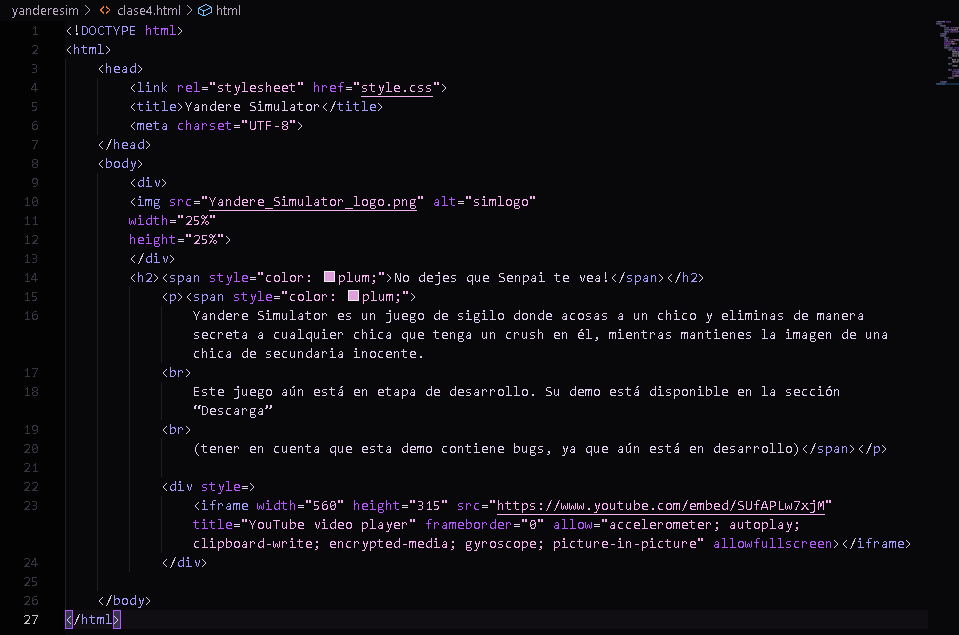 yanderesim > clase4.html > html
1 <!DOCTYPE html>
2 <html>
3 <head>
4 <link rel="stylesheet" href="style.css">
5 <title>Yandere Simulator</title>
6 <meta charset="UTF-8">
7 </head>
8 <body>
9 <div>
10 <img src="Yandere_Simulator_logo.png" alt="simlogo"
11 width="25%"
12 height="25%">
13 </div>
14 <h2><span style="color: plum;">No dejes que Senpai te vea!</span></h2>
15 <p><span style="color: plum;">
16 Yandere Simulator es un juego de sigilo donde acosas a un chico y eliminas de manera
secreta a cualquier chica que tenga un crush en él, mientras mantienes la imagen de una
chica de secundaria inocente.
17 <br>
18 Este juego aún está en etapa de desarrollo. Su demo está disponible en la sección
“Descarga”
19 <br>
20 (tener en cuenta que esta demo contiene bugs, ya que aún está en desarrollo)</span></p>
21
22 <div style=>
23 <iframe width="560" height="315" src="https://www.youtube.com/embed/SUfAPLw7xjM"
title="YouTube video player" frameborder="0" allow="accelerometer; autoplay;
clipboard-write; encrypted-media; gyroscope; picture-in-picture" allowfullscreen></iframe>
24 </div>
25
26 </body>
27 </html>